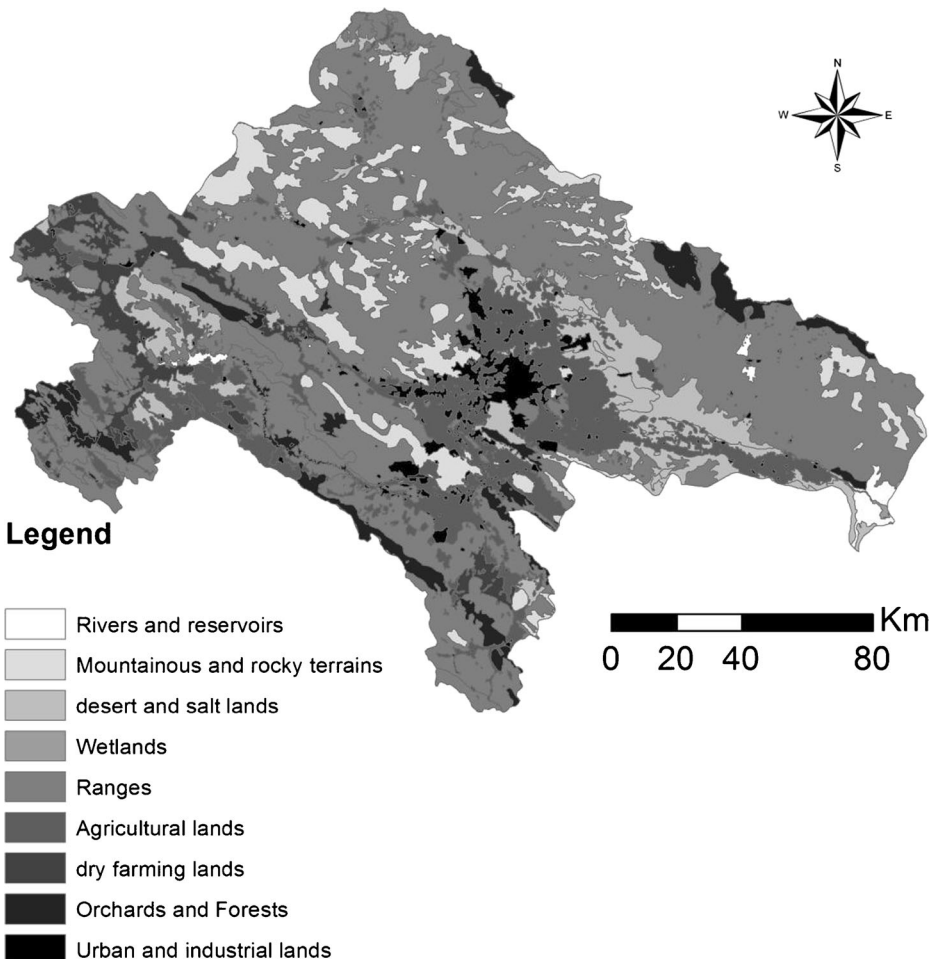 N
W E
S
Legend
Rivers and reservoirs
Mountainous and rocky terrains
desert and salt lands
Wetlands
Ranges
Agricultural lands
dry farming lands
Orchards and Forests
Urban and industrial lands
Km
0 20 40 80